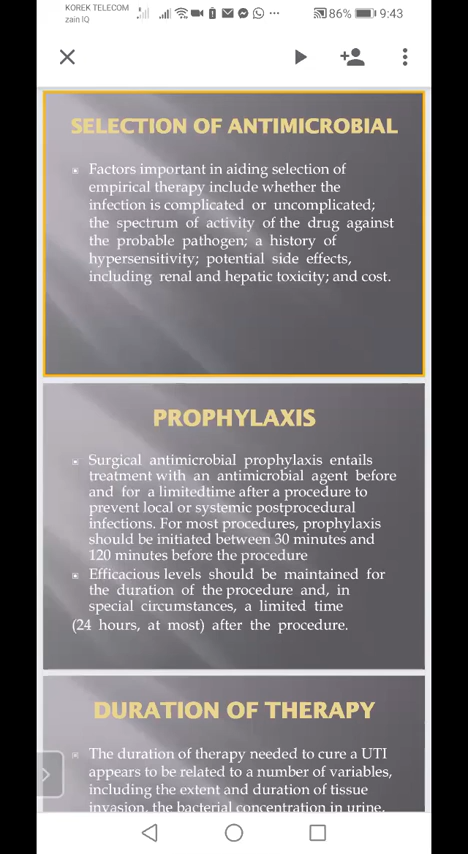 KOREK TELECOM
zain IQ
86% 9:43
SELECTION OF ANTIMICROBIAL
Factors important in aiding selection of
empirical therapy include whether the
infection is complicated or uncomplicated;
the spectrum of activity of the drug against
the probable pathogen; a history of
hypersensitivity; potential side effects,
including renal and hepatic toxicity; and cost.
PROPHYLAXIS
Surgical antimicrobial prophylaxis entails
treatment with an antimicrobial agent before
and for a limitedtime after a procedure to
prevent local or systemic postprocedural
infections. For most procedures, prophylaxis
should be initiated between 30 minutes and
120 minutes before the procedure
Efficacious levels should be maintained for
the duration of the procedure and, in
special circumstances, a limited time
(24 hours, at most) after the procedure.
DURATION OF THERAPY
The duration of therapy needed to cure a UTI
appears to be related to a number of variables,
including the extent and duration of tissue
invasion, the bacterial concentration in urine,